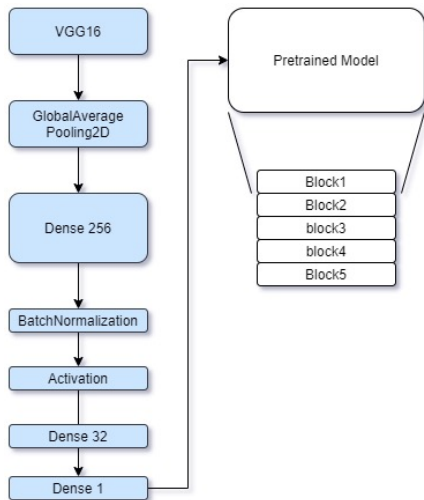 VGG16
GlobalAverage
Pooling2D
Dense 256
BatchNormalization
Activation
Dense 32
Dense 1
Pretrained Model
Block1
Block2
block3
block4
Block5